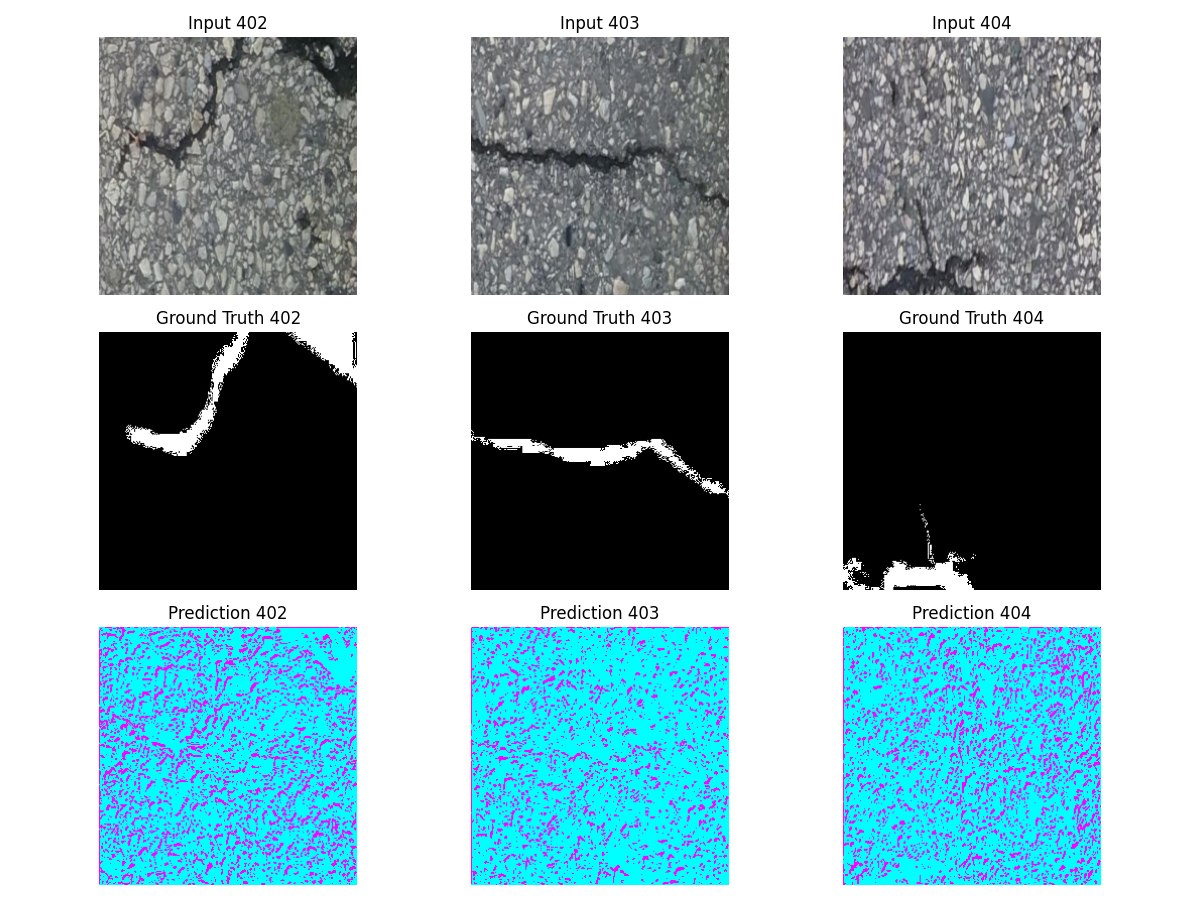 Input 402
Input 403
Input 404
Ground Truth 402
Ground Truth 403
Ground Truth 404
Prediction 402
Prediction 403
Prediction 404